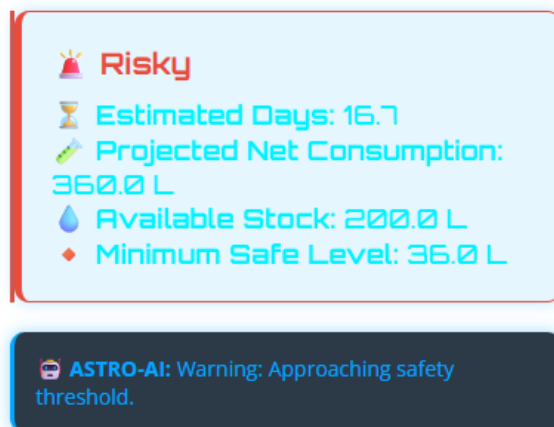 Risky
Estimated Days: 16.7
Projected Net Consumption:
360.0 L
Available Stock: 200.0 L
Minimum Safe Level: 36.0 L
ASTRO-AI: Warning: Approaching safety
threshold.